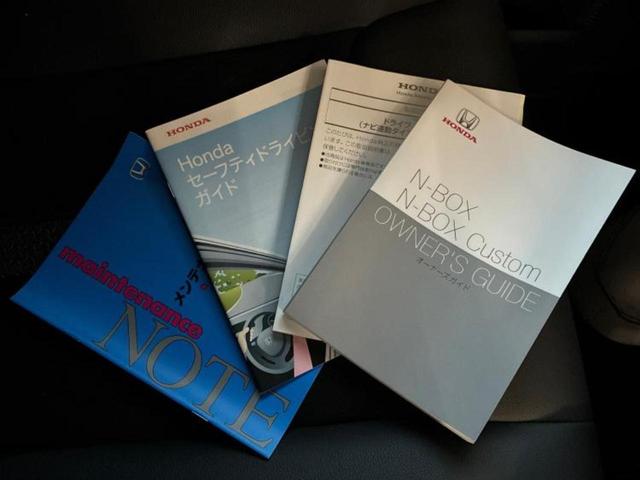 maintenance
NOTE
メンテ
HONDA
Honda
セーフティドライビ
ガイド
HONDA
ドライブ
(ナビ連動タイ
HONDA
N-BOX
N-BOX Custom
OWNER'S GUIDE
オーナーズガイド